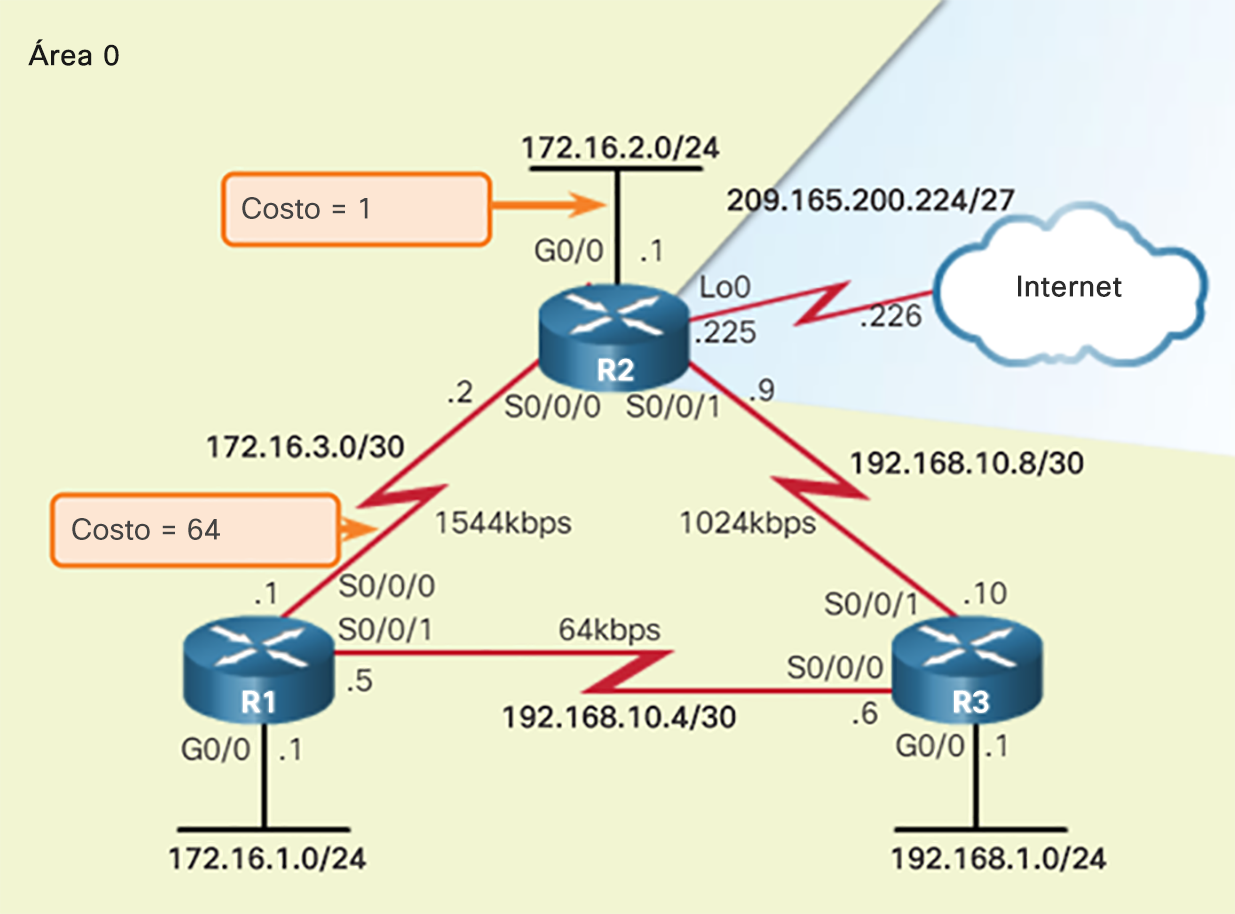 Área 0
172.16.2.0/24
Costo = 1
209.165.200.224/27
G0/0
.1
Lo0
Internet
.225
.226
R2
.2
S0/0/0
S0/0/1
.9
172.16.3.0/30
192.168.10.8/30
Costo = 64
1544kbps
1024kbps
.1
S0/0/0
S0/0/1
.10
S0/0/1
64kbps
S0/0/0
.5
R1
R3
192.168.10.4/30
.6
G0/0
.1
G0/0
.1
172.16.1.0/24
192.168.1.0/24